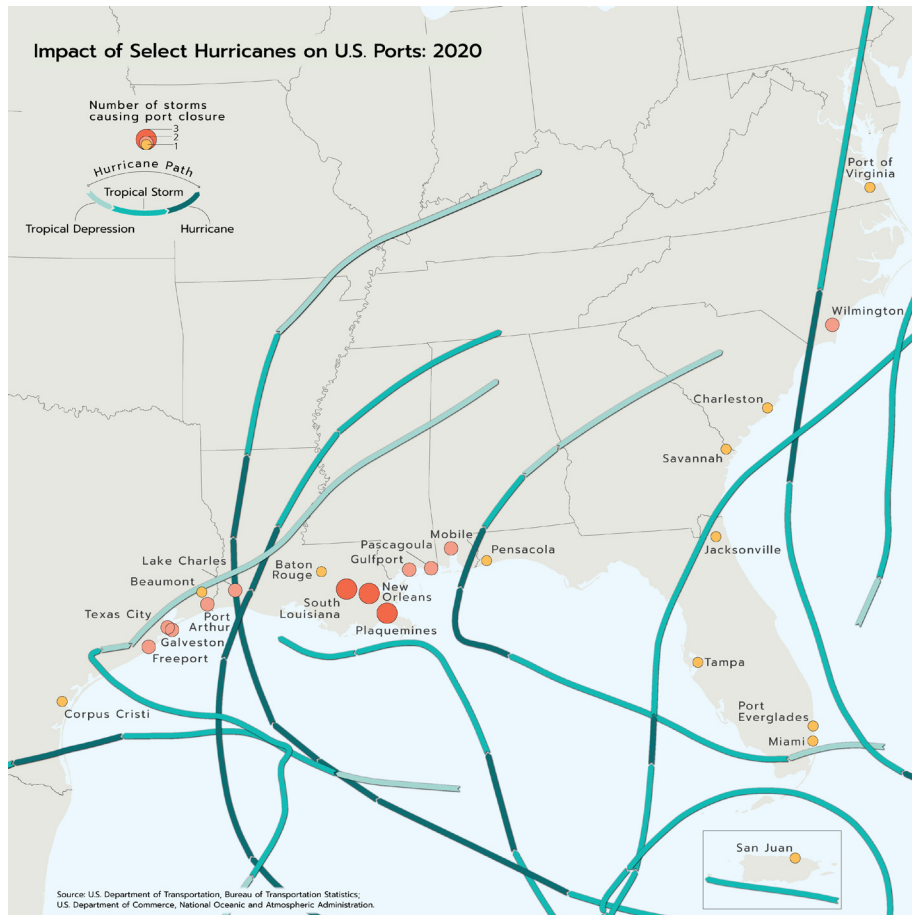 Impact of Select Hurricanes on U.S. Ports: 2020
Number of storms
causing port closure
3
2
1
Hurricane Path
Tropical Storm
Tropical Depression
Hurricane
Port of
Virginia
Wilmington
Charleston
Savannah
Jacksonville
Mobile
Pascagoula
Gulfport
Pensacola
Lake Charles
Beaumont
Baton
Rouge
Texas City
Port
Arthur
Galveston
Freeport
South
Louisiana
New
Orleans
Plaquemines
Tampa
Corpus Cristi
Port
Everglades
Miami
San Juan
Source: U.S. Department of Transportation, Bureau of Transportation Statistics;
U.S. Department of Commerce, National Oceanic and Atmospheric Administration.